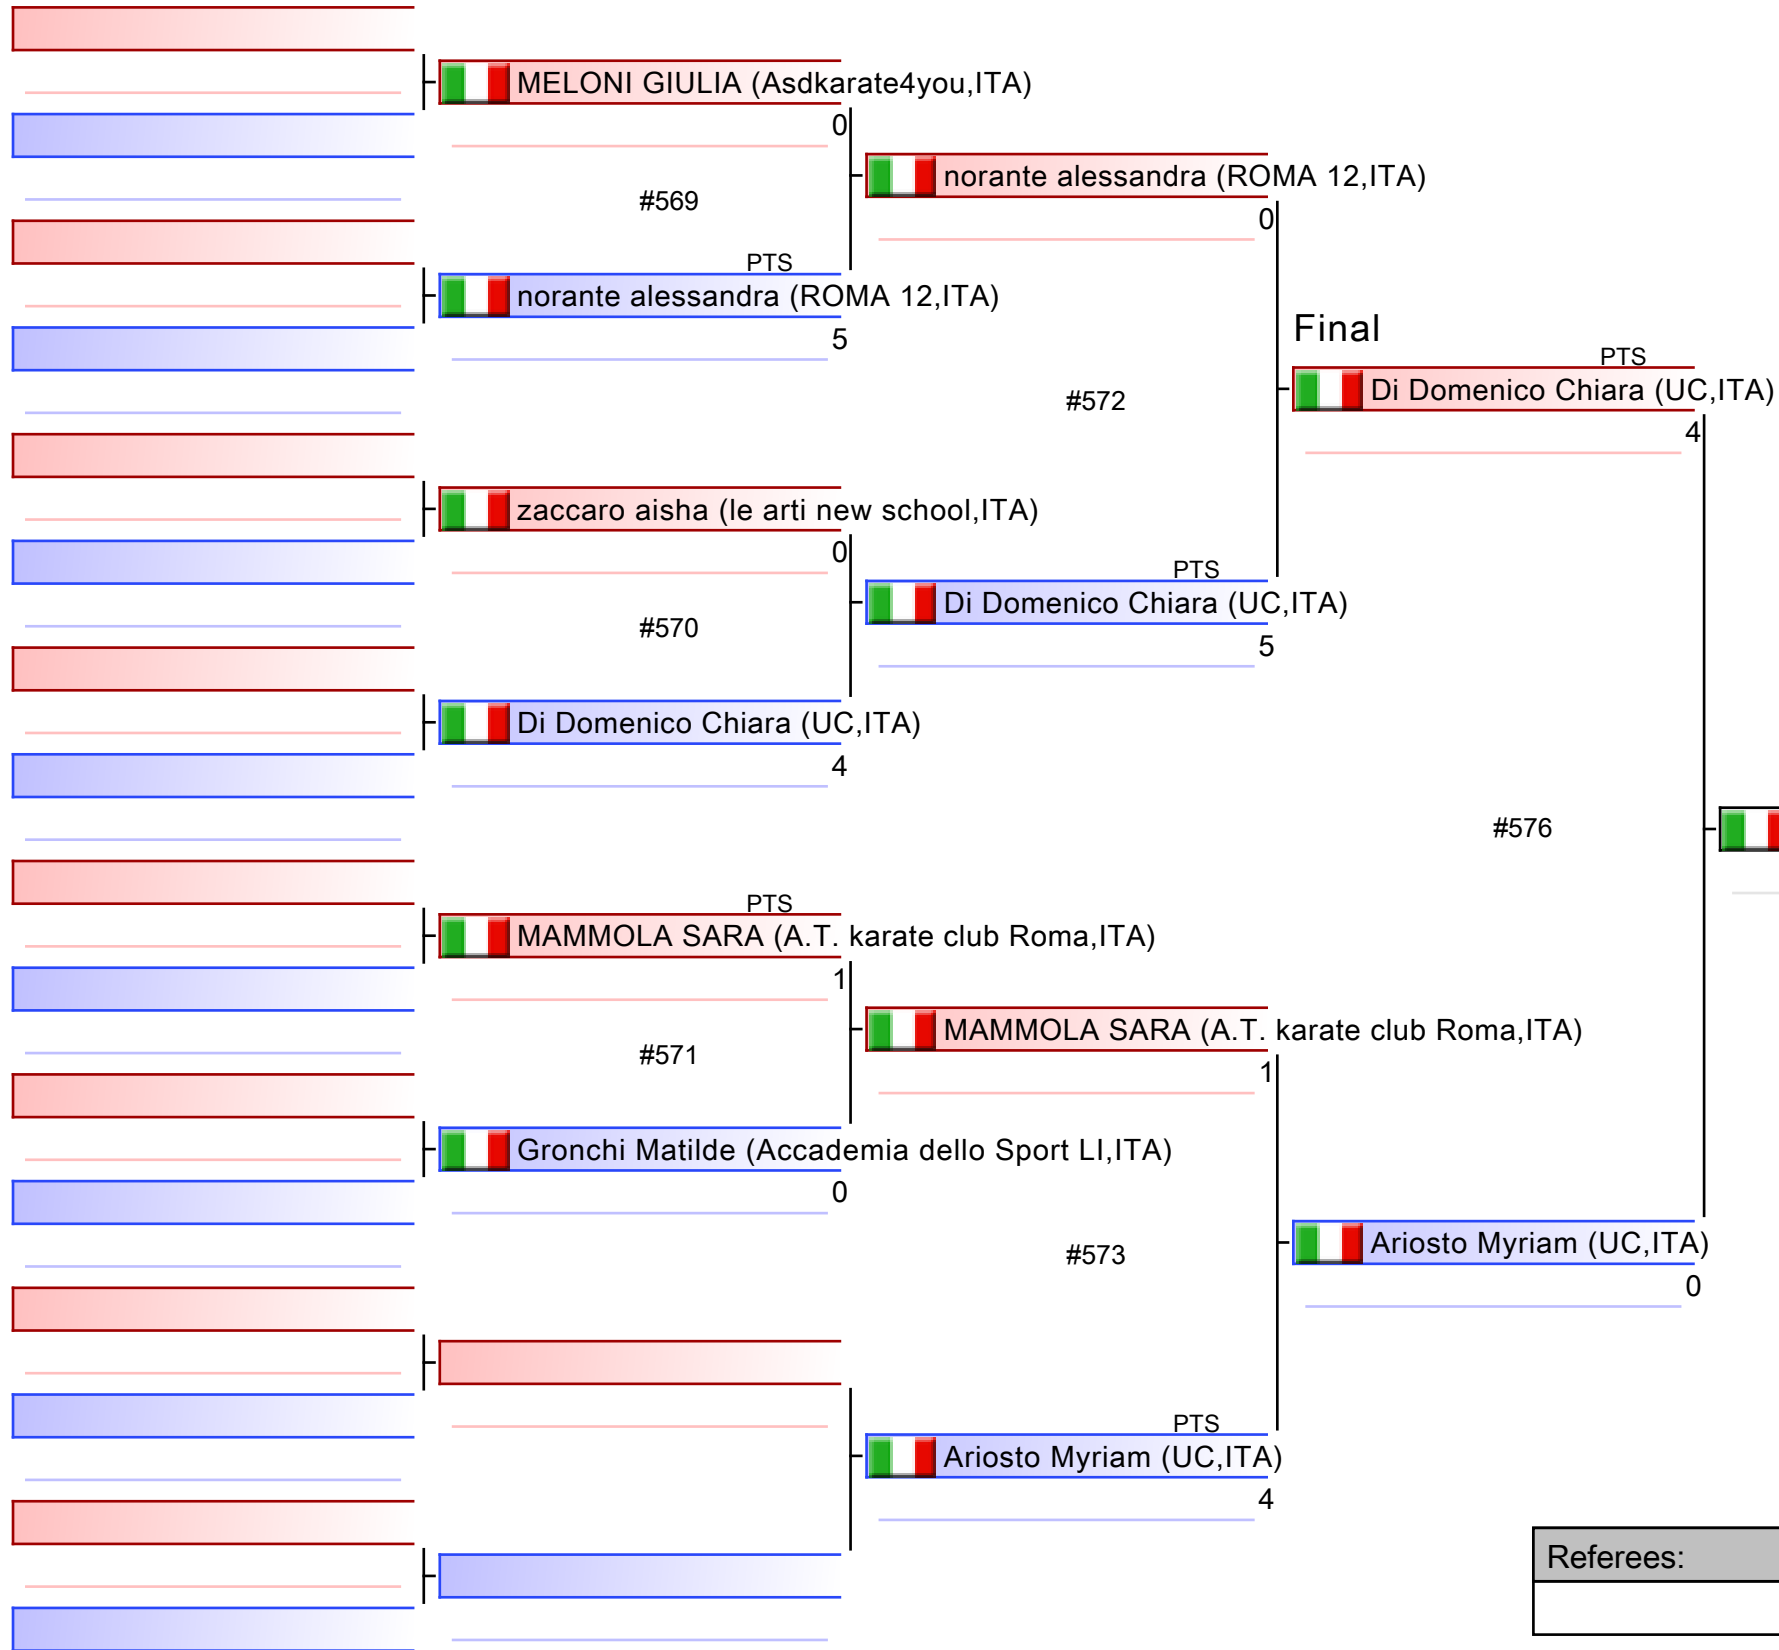 MELONI GIULIA (Asdkarate4you,ITA)
0
#569
PTS
norante alessandra (ROMA 12,ITA)
5
zaccaro aisha (le arti new school,ITA)
0
#570
Di Domenico Chiara (UC,ITA)
4
PTS
MAMMOLA SARA (A.T. karate club Roma,ITA)
1
#571
Gronchi Matilde (Accademia dello Sport LI,ITA)
0
norante alessandra (ROMA 12,ITA)
0
#572
PTS
Di Domenico Chiara (UC,ITA)
5
MAMMOLA SARA (A.T. karate club Roma,ITA)
1
#573
PTS
Ariosto Myriam (UC,ITA)
4
Final
PTS
Di Domenico Chiara (UC,ITA)
4
#576
Ariosto Myriam (UC,ITA)
0
Referees: